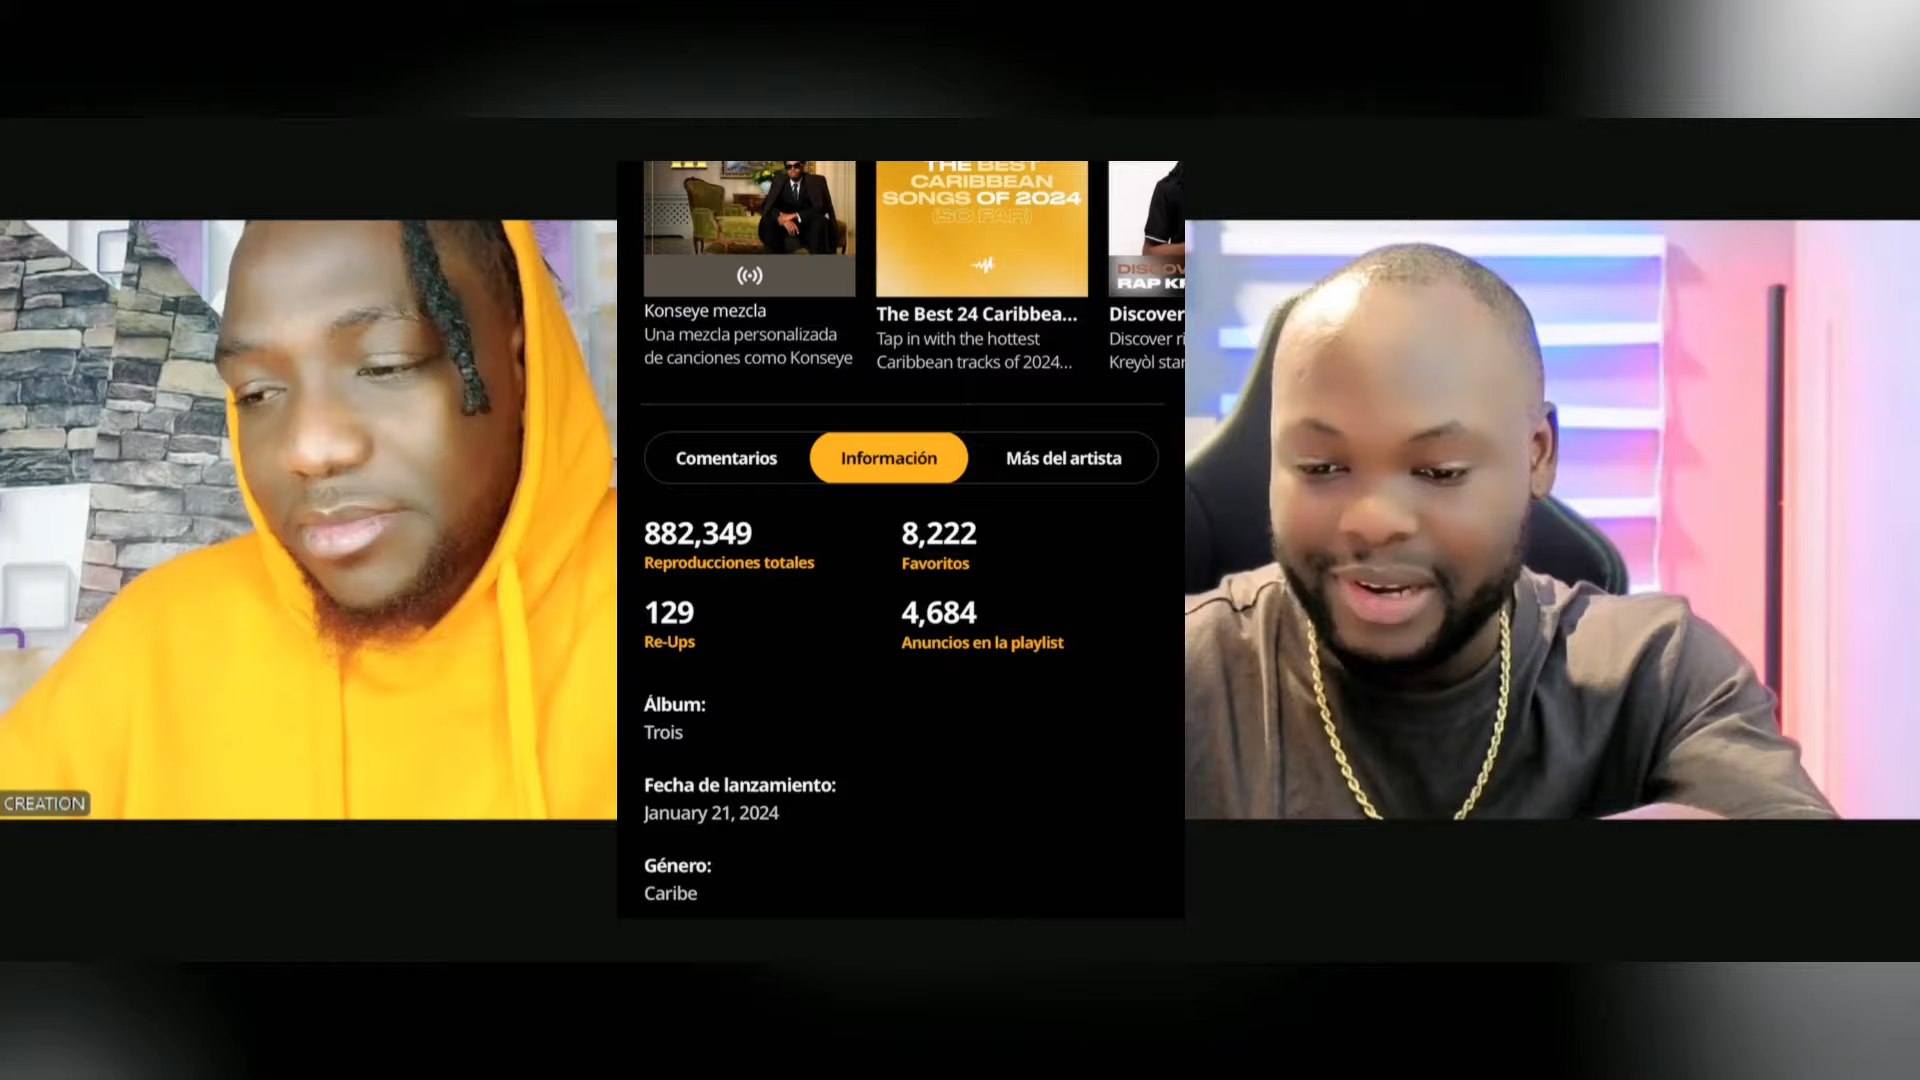 THE BEST
CARIBBEAN
SONGS OF 2024
(SO FAR)
RAP
Konseye mezcla
Una mezcla personalizada
de canciones como Konseye
The Best 24 Caribbea...
Tap in with the hottest
Caribbean tracks of 2024...
Discover
Discover
Kreyòl
Comentarios
Información
Más del artista
882,349
Reproducciones totales
8,222
Favoritos
129
Re-Ups
4,684
Anuncios en la playlist
Álbum:
Trois
Fecha de lanzamiento:
January 21, 2024
Género:
Caribe
CREATION